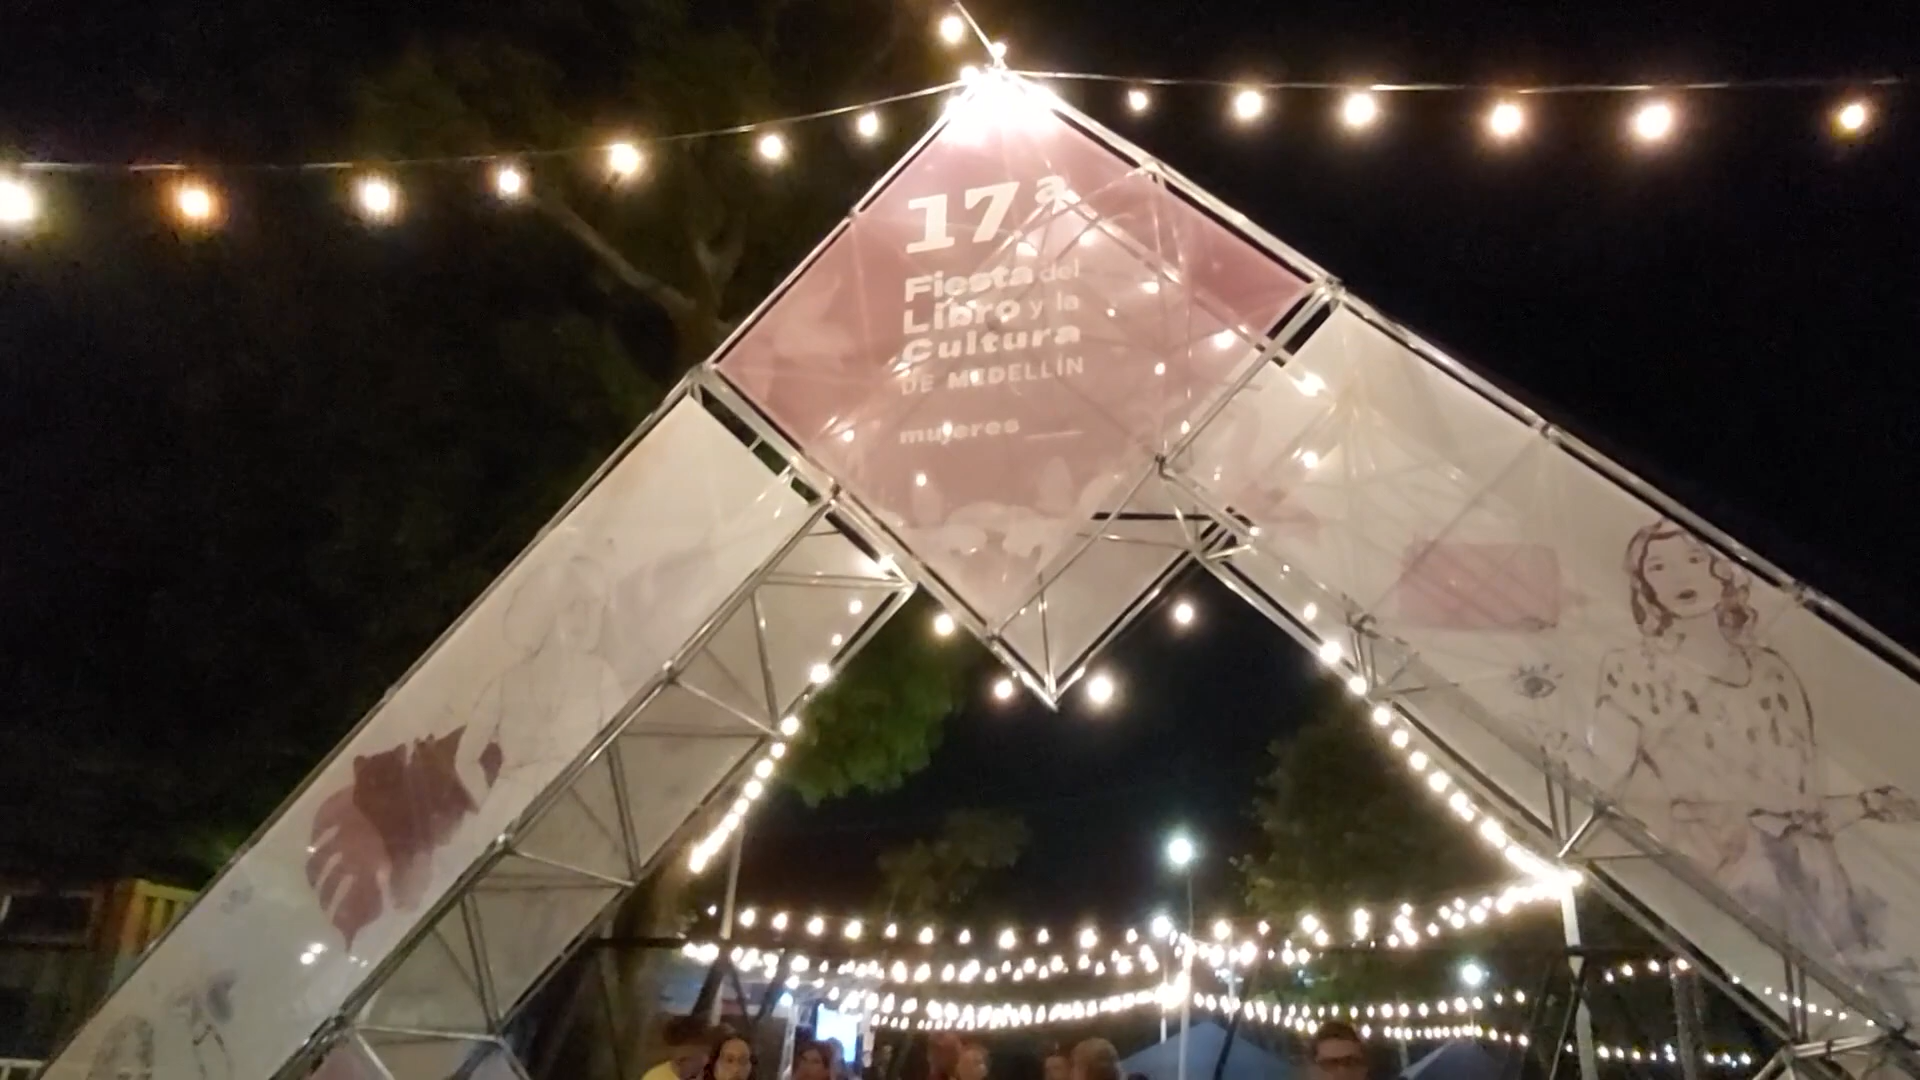 17ª
Fiesta del
Libro y la
Cultura
DE MEDELLÍN
mujeres